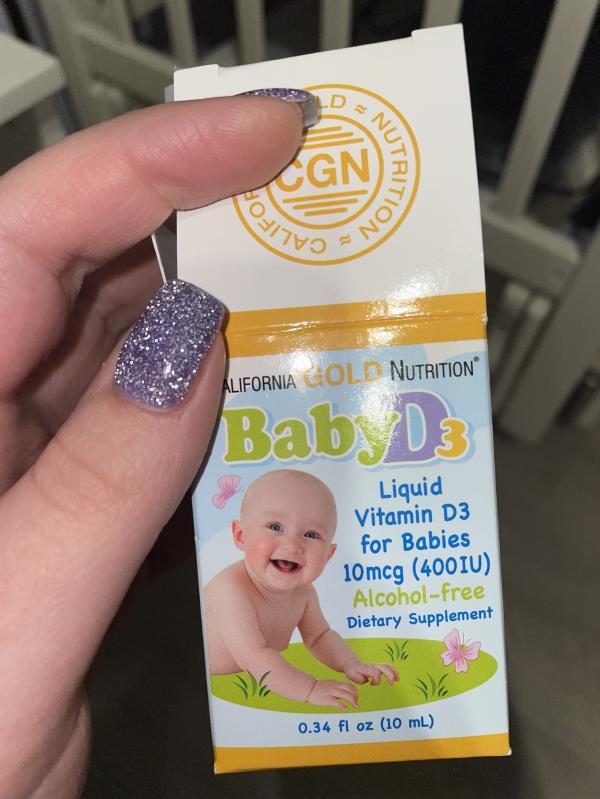 LD ≈ NUTRITION ≈ CALIFOR
CGN
ALIFORNIA GOLD NUTRITION®
BabyD3
Liquid
Vitamin D3
for Babies
10mcg (400IU)
Alcohol-free
Dietary Supplement
0.34 fl oz (10 mL)